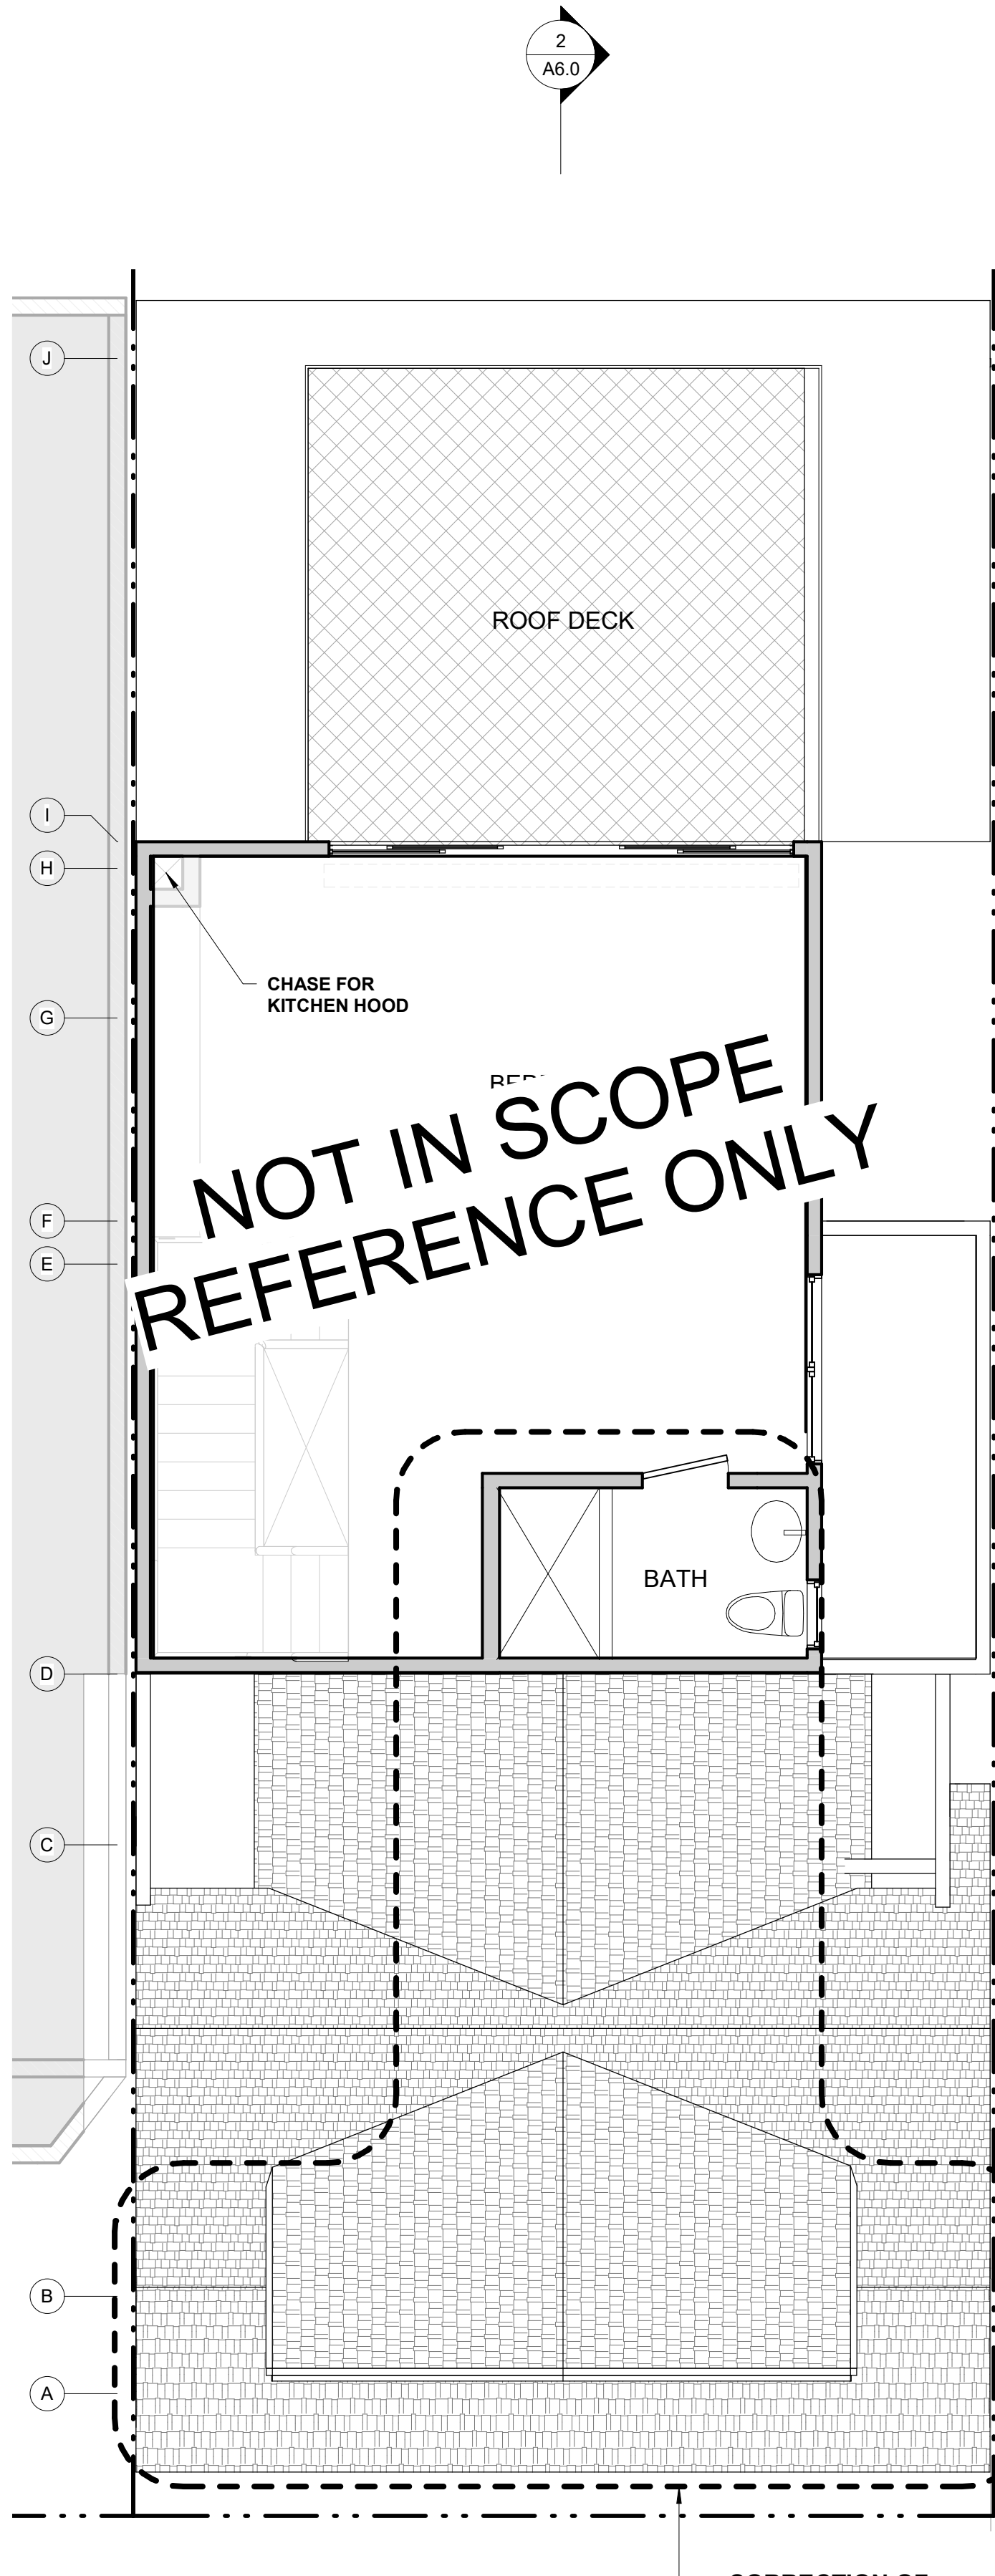 2
A6.0
J
ROOF DECK
I
H
CHASE FOR
KITCHEN HOOD
G
NOT IN SCOPE
REFERENCE ONLY
F
E
BATH
D
C
B
A